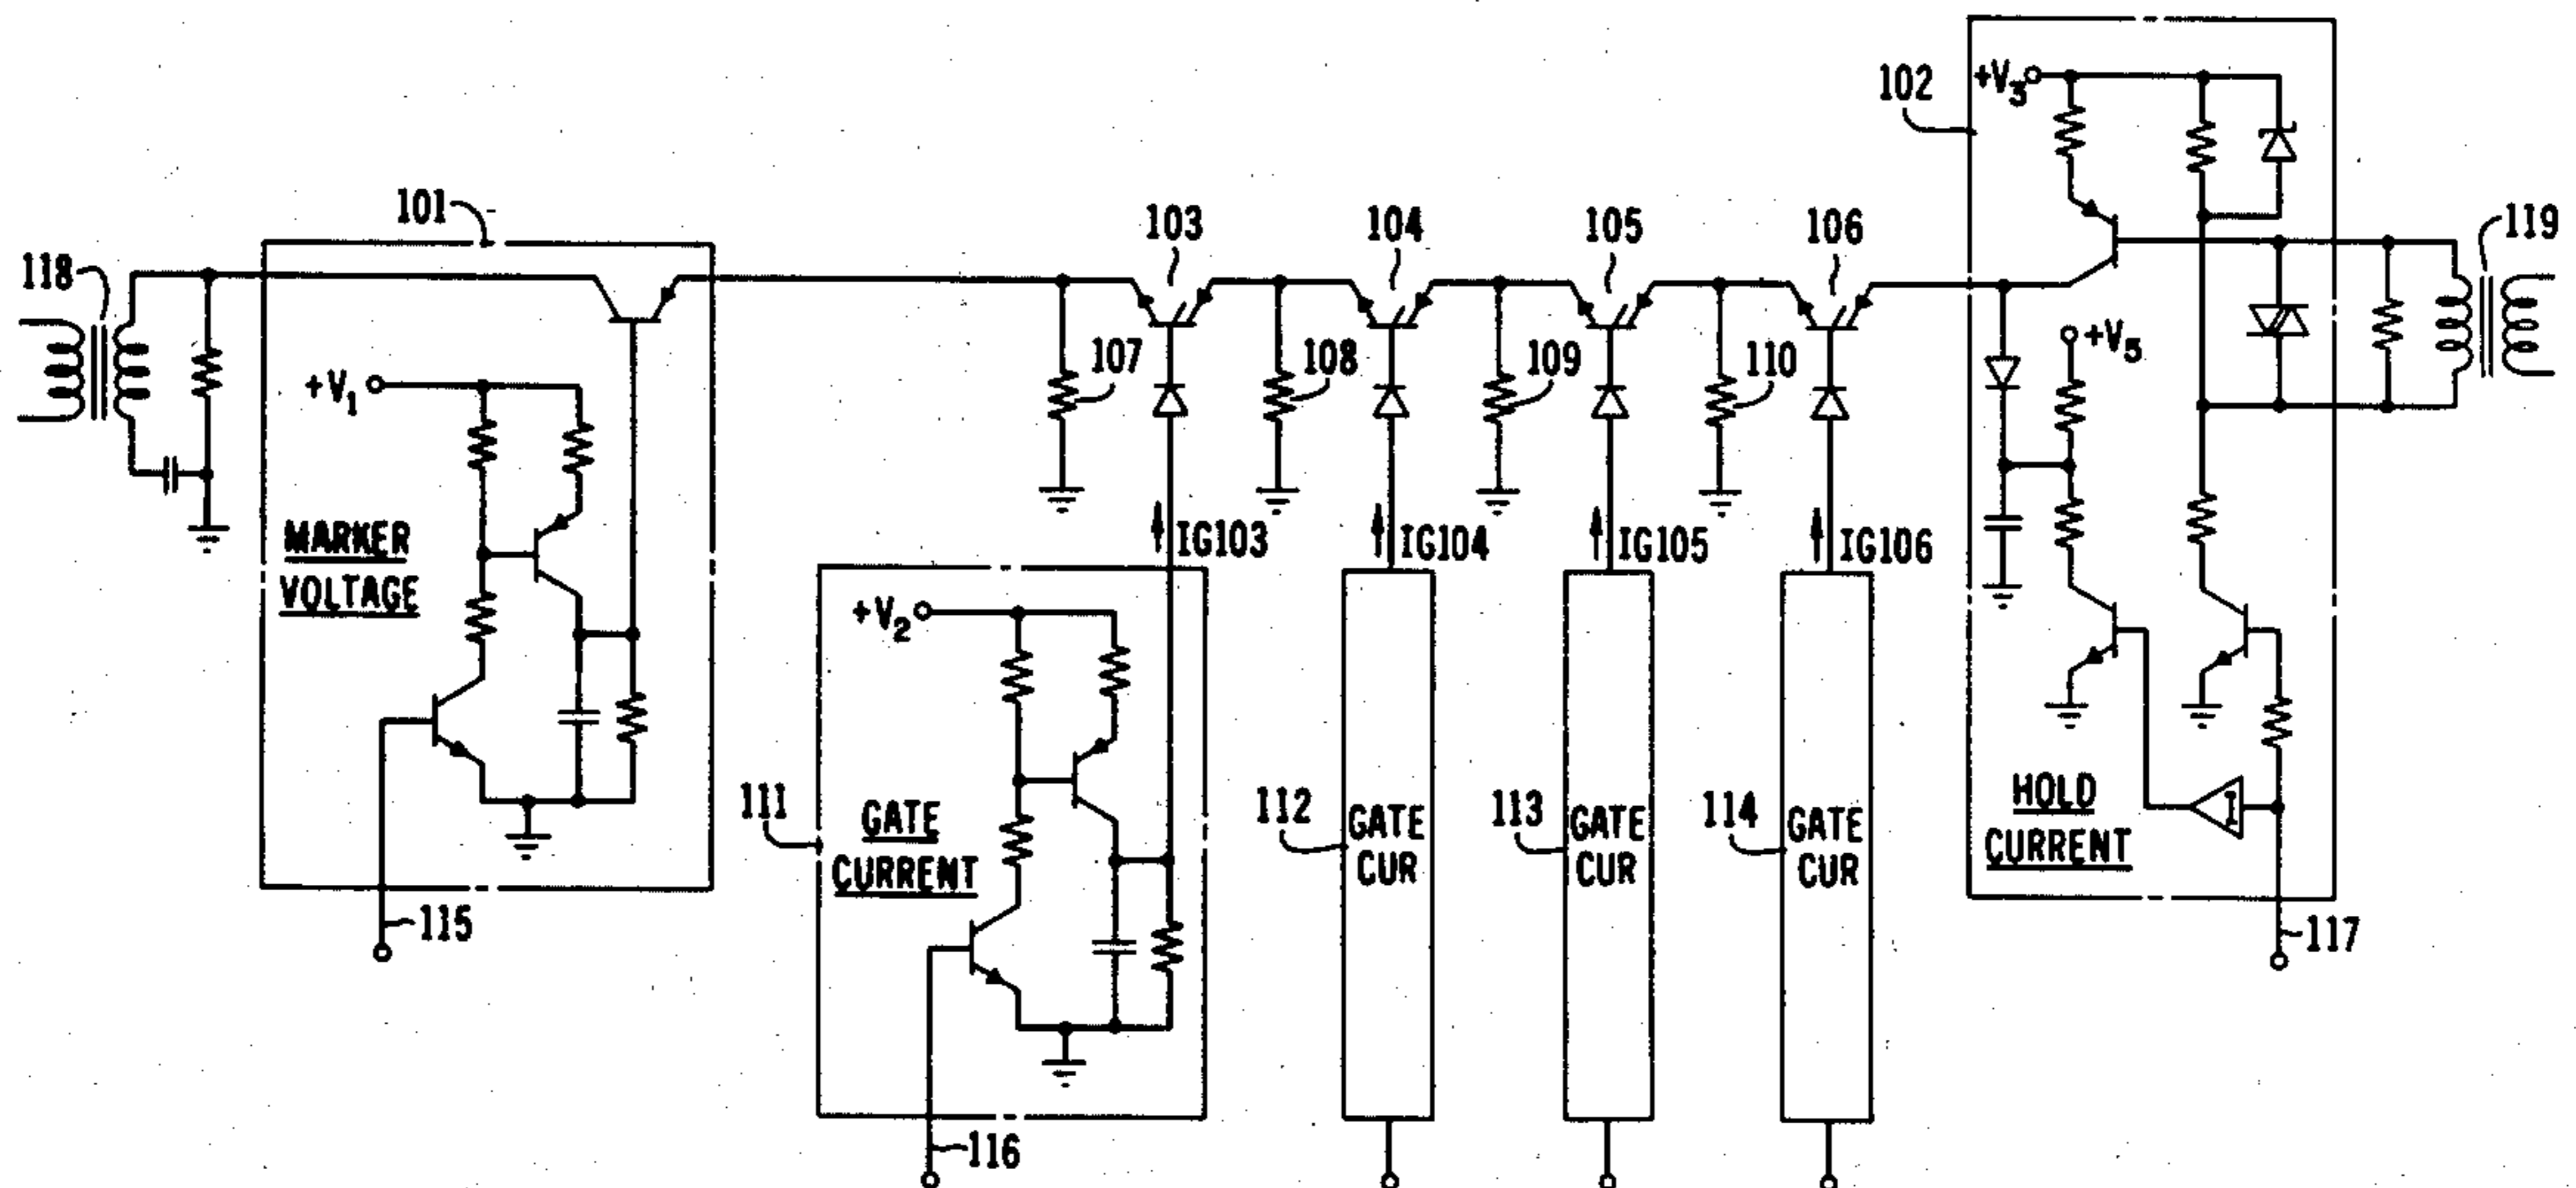 118
101
+V1
MARKER
VOLTAGE
115
103
104
105
106
107
108
109
110
IG103
IG104
IG105
IG106
111
+V2
GATE
CURRENT
116
112
GATE
CUR
113
GATE
CUR
114
GATE
CUR
102
+V3
+V5
I
HOLD
CURRENT
117
119